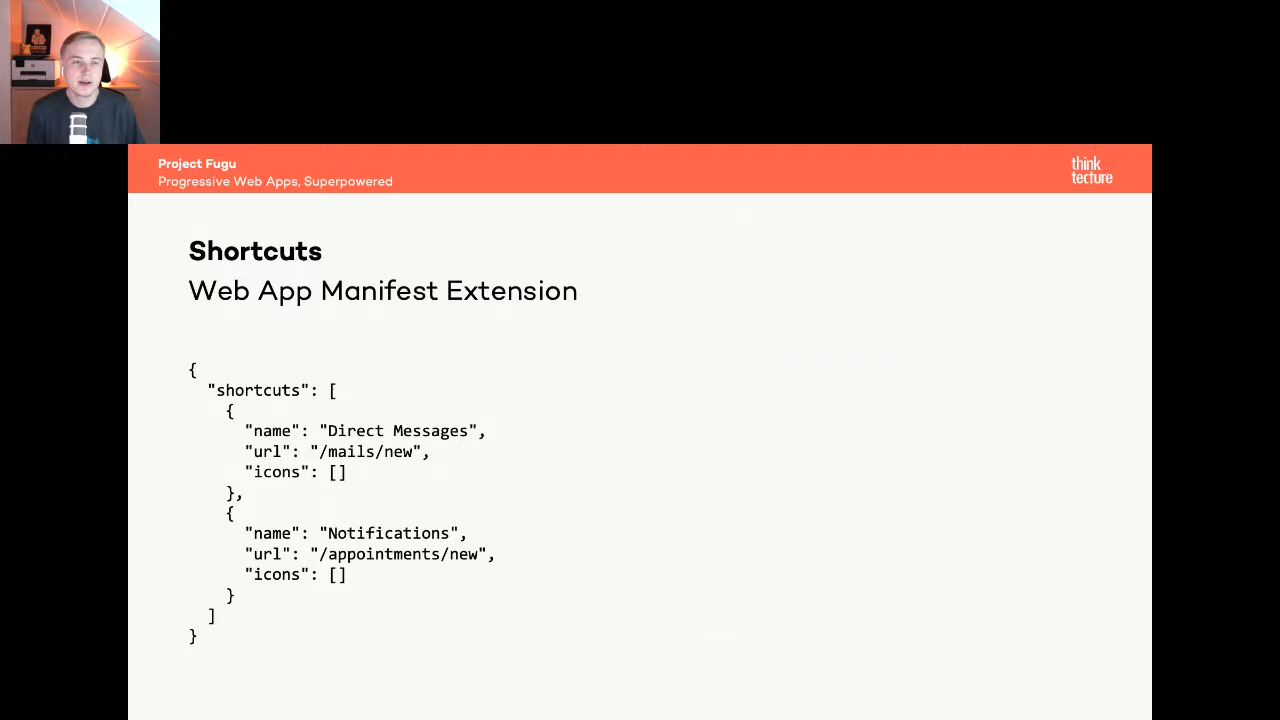 Project Fugu
Progressive Web Apps, Superpowered
think
tecture
Shortcuts
Web App Manifest Extension
{
"shortcuts": [
{
"name": "Direct Messages",
"url": "/mails/new",
"icons": []
},
{
"name": "Notifications",
"url": "/appointments/new",
"icons": []
}
]
}